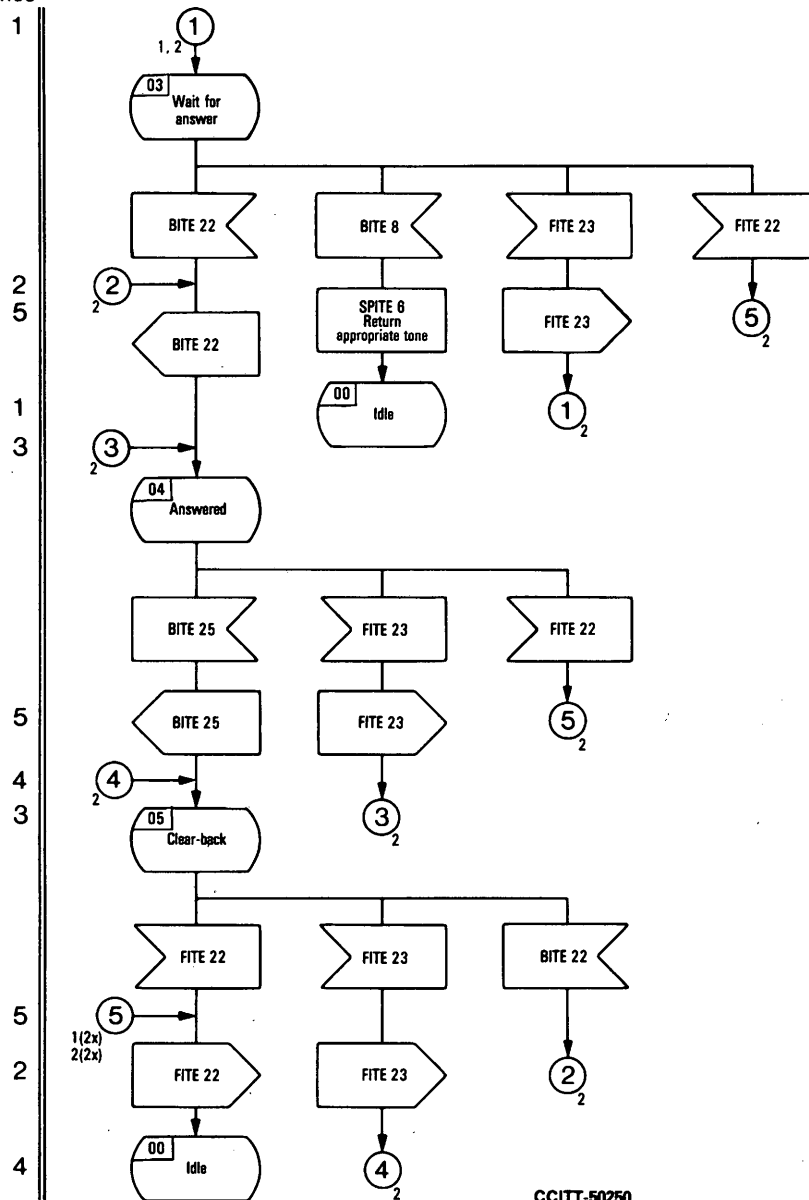 1
1
1, 2
03
Wait for
answer
BITE 22
BITE 8
FITE 23
FITE 22
2
2
2
5
BITE 22
SPITE 6
Return
appropriate tone
FITE 23
5
2
1
00
Idle
1
2
3
3
2
04
Answered
BITE 25
FITE 23
FITE 22
5
BITE 25
FITE 23
5
2
4
4
2
3
05
Clear-back
3
2
FITE 22
FITE 23
BITE 22
5
5
1(2x)
2(2x)
2
FITE 22
FITE 23
2
2
4
00
Idle
4
2
CCITT-50250